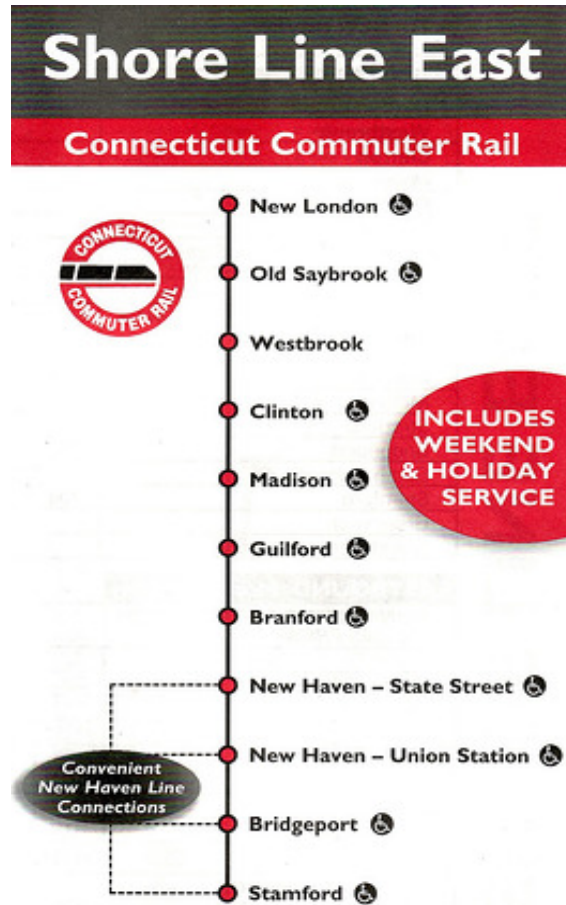 Shore Line East
Connecticut Commuter Rail
CONNECTICUT
COMMUTER RAIL
New London
Old Saybrook
Westbrook
Clinton
INCLUDES
WEEKEND
& HOLIDAY
SERVICE
Madison
Guilford
Branford
New Haven – State Street
New Haven – Union Station
Convenient
New Haven Line
Connections
Bridgeport
Stamford